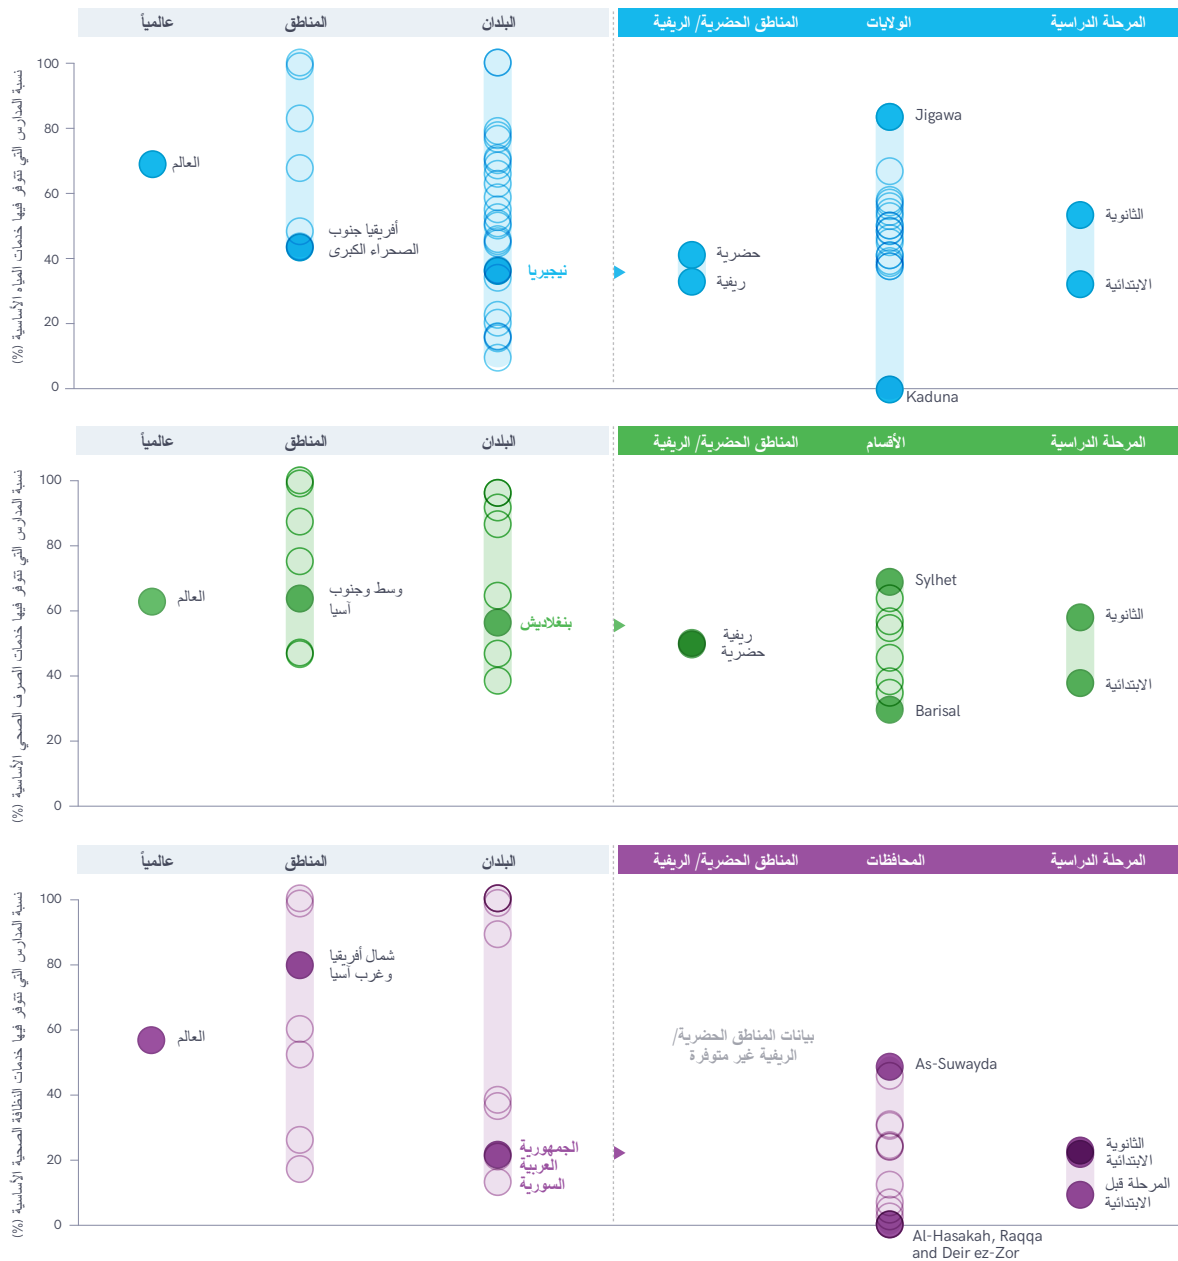 عالمياً
المناطق
البلدان
المناطق الحضرية/ الريفية
الولايات
المرحلة الدراسية
نسبة المدارس التي تتوفر فيها خدمات المياه الأساسية (%)
100
80
60
40
20
0
العالم
أفريقيا جنوب
الصحراء الكبرى
نيجيريا
حضرية
ريفية
Jigawa
Kaduna
الثانوية
الابتدائية
عالمياً
المناطق
البلدان
المناطق الحضرية/ الريفية
الأقسام
المرحلة الدراسية
نسبة المدارس التي تتوفر فيها خدمات الصرف الصحي الأساسية (%)
100
80
60
40
20
0
العالم
وسط وجنوب
آسيا
بنغلاديش
ريفية
حضرية
Sylhet
Barisal
الثانوية
الابتدائية
عالمياً
المناطق
البلدان
المناطق الحضرية/ الريفية
المحافظات
المرحلة الدراسية
نسبة المدارس التي تتوفر فيها خدمات النظافة الصحية الأساسية (%)
100
80
60
40
20
0
العالم
شمال أفريقيا
وغرب آسيا
الجمهورية
العربية
السورية
بيانات المناطق الحضرية/
الريفية غير متوفرة
As-Suwayda
Al-Hasakah, Raqqa
and Deir ez-Zor
الثانوية
الابتدائية
المرحلة قبل
الابتدائية